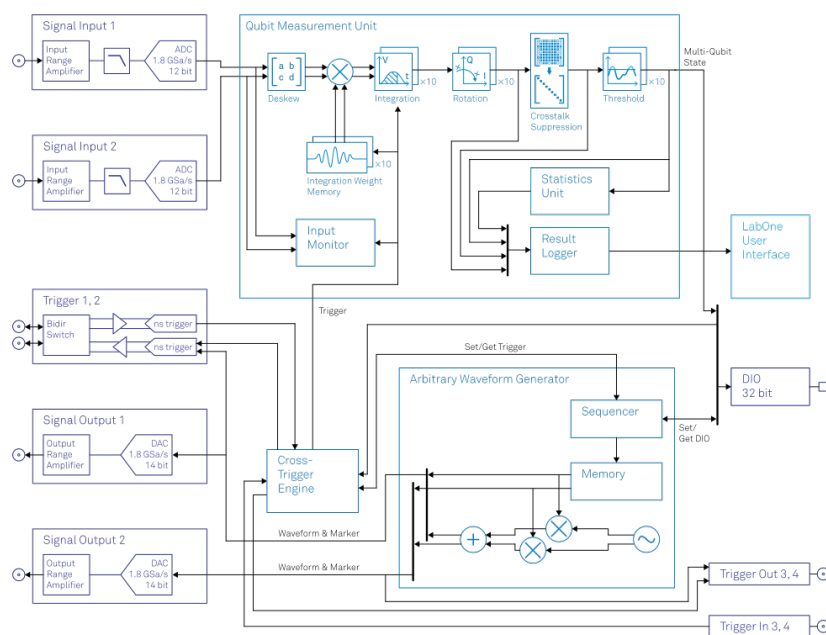 Signal Input 1
Input
Range
Amplifier
ADC
1.8 GSa/s
12 bit
Signal Input 2
Input
Range
Amplifier
ADC
1.8 GSa/s
12 bit
Qubit Measurement Unit
a b
c d
Deskew
V
t
×10
Integration
Q
I
×10
Rotation
Crosstalk
Suppression
×10
Threshold
Multi-Qubit
State
×10
Integration Weight
Memory
Input
Monitor
Statistics
Unit
Result
Logger
LabOne
User
Interface
Trigger 1, 2
Bidir
Switch
ns trigger
ns trigger
Trigger
Set/Get Trigger
Signal Output 1
Output
Range
Amplifier
DAC
1.8 GSa/s
14 bit
Signal Output 2
Output
Range
Amplifier
DAC
1.8 GSa/s
14 bit
Cross-
Trigger
Engine
Waveform & Marker
Waveform & Marker
Arbitrary Waveform Generator
Sequencer
Memory
Set/
Get DIO
DIO
32 bit
Trigger Out 3, 4
Trigger In 3, 4